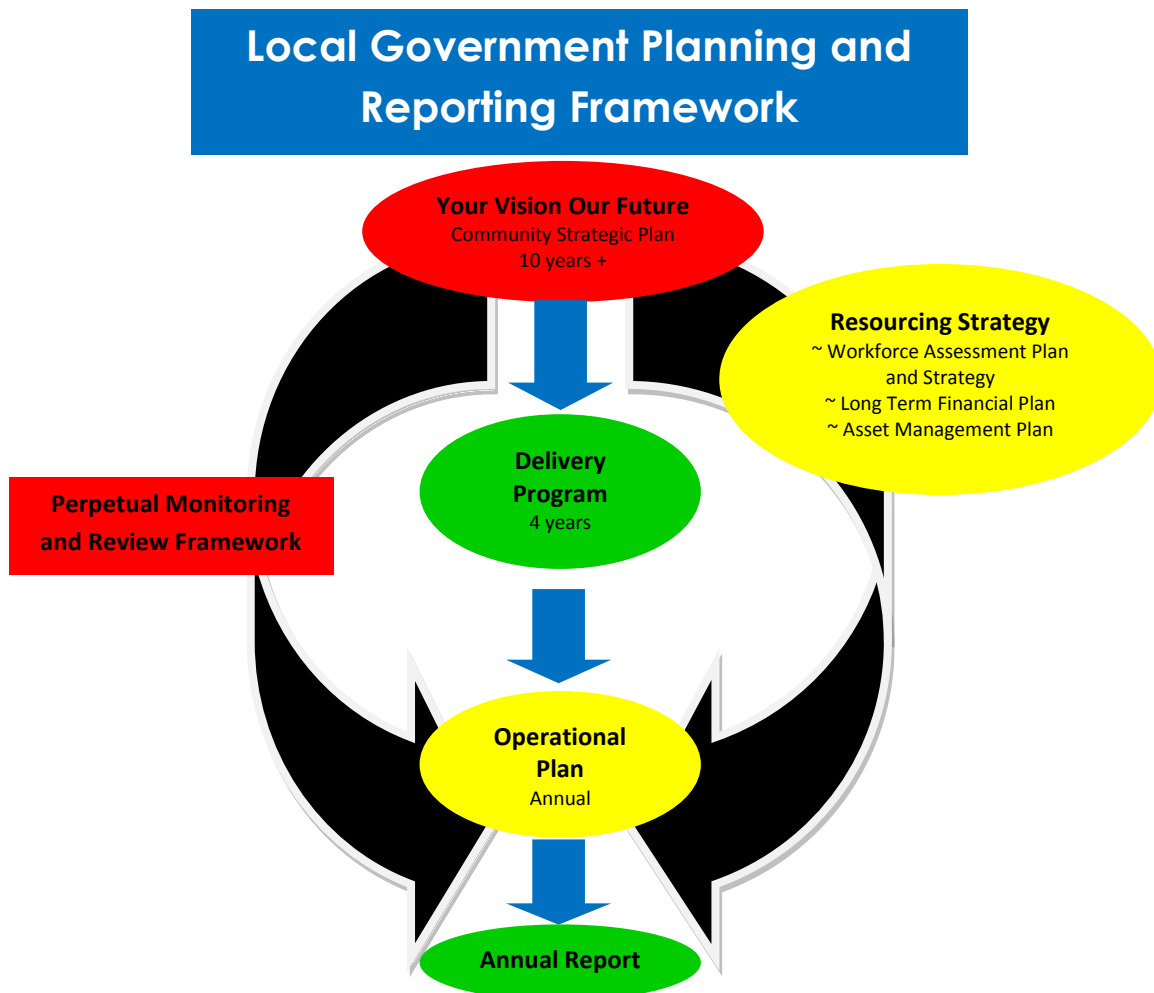 Local Government Planning and
Reporting Framework
Your Vision Our Future
Community Strategic Plan
10 years +
Resourcing Strategy
~ Workforce Assessment Plan
and Strategy
~ Long Term Financial Plan
~ Asset Management Plan
Delivery
Program
4 years
Perpetual Monitoring
and Review Framework
Operational
Plan
Annual
Annual Report